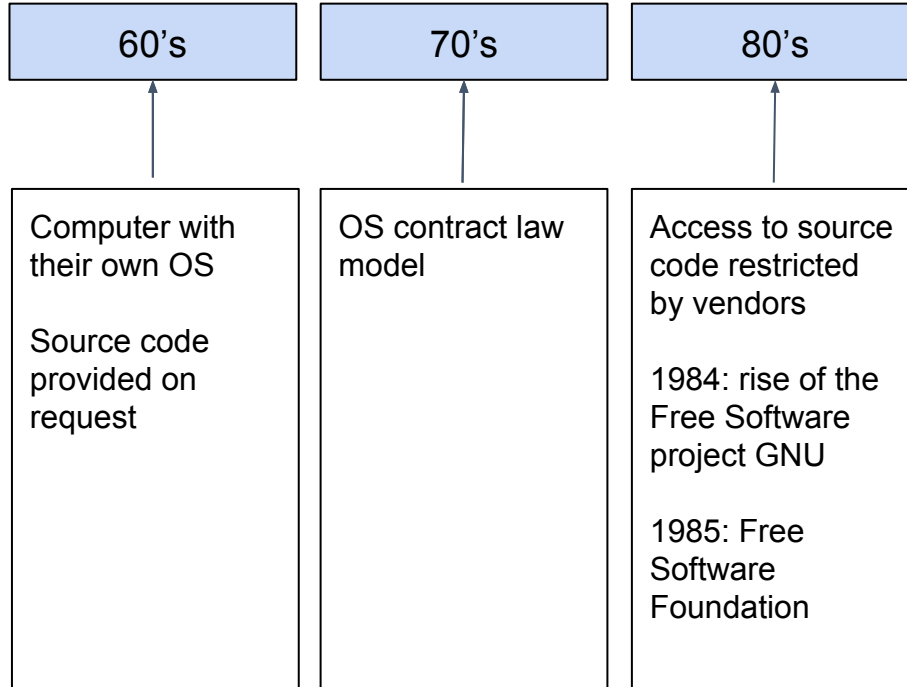 60's
70's
80's
Computer with
their own OS
Source code
provided on
request
OS contract law
model
Access to source
code restricted
by vendors
1984: rise of the
Free Software
project GNU
1985: Free
Software
Foundation